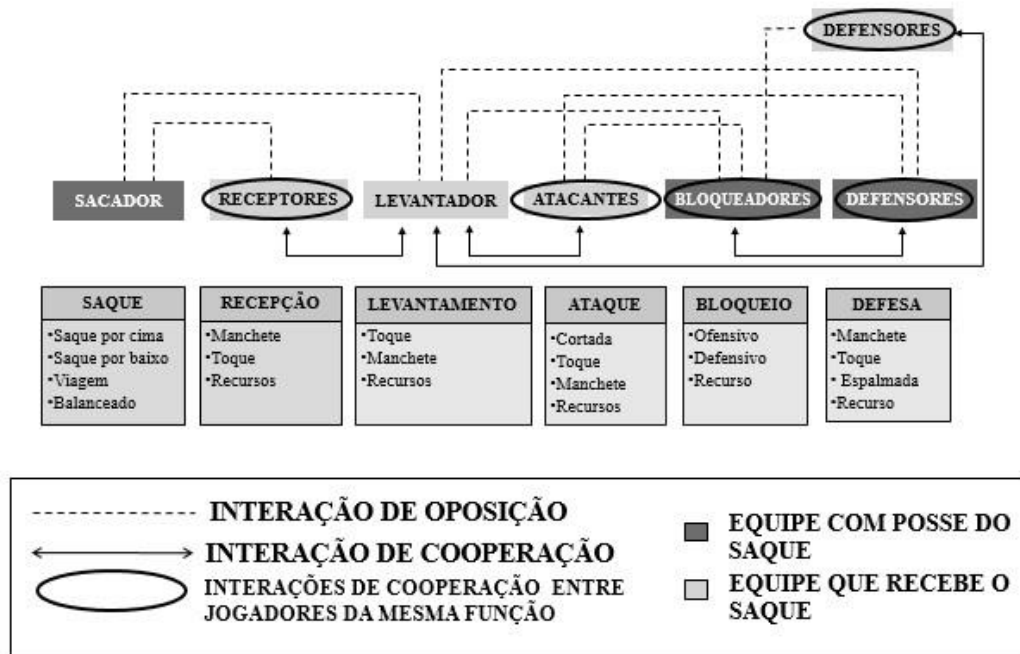 DEFENSORES
SACADOR
RECEPTORES
LEVANTADOR
ATACANTES
BLOQUEADORES
DEFENSORES
SAQUE
•Saque por cima
•Saque por baixo
•Viagem
•Balanceado
RECEPÇÃO
•Manchete
•Toque
•Recursos
LEVANTAMENTO
•Toque
•Manchete
•Recursos
ATAQUE
•Cortada
•Toque
•Manchete
•Recursos
BLOQUEIO
•Ofensivo
•Defensivo
•Recurso
DEFESA
•Manchete
•Toque
• Espalmada
•Recurso
INTERAÇÃO DE OPOSIÇÃO
INTERAÇÃO DE COOPERAÇÃO
INTERAÇÕES DE COOPERAÇÃO ENTRE
JOGADORES DA MESMA FUNÇÃO
EQUIPE COM POSSE DO
SAQUE
EQUIPE QUE RECEBE O
SAQUE